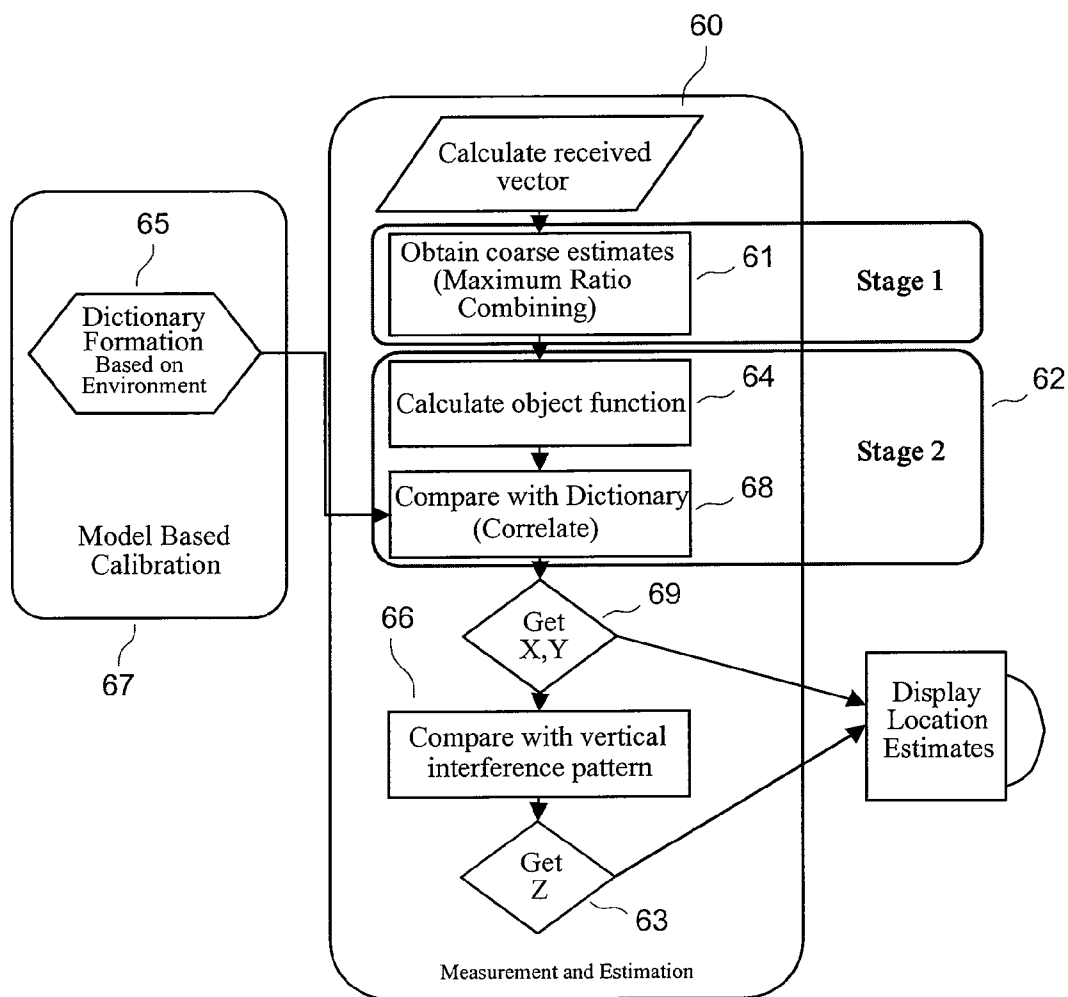 60
Calculate received
vector
65
Dictionary
Formation
Based on
Environment
Model Based
Calibration
67
Obtain coarse estimates
(Maximum Ratio
Combining)
61
Stage 1
Calculate object function
64
62
Stage 2
Compare with Dictionary
(Correlate)
68
Get
X,Y
69
66
Compare with vertical
interference pattern
Display
Location
Estimates
Get
Z
63
Measurement and Estimation